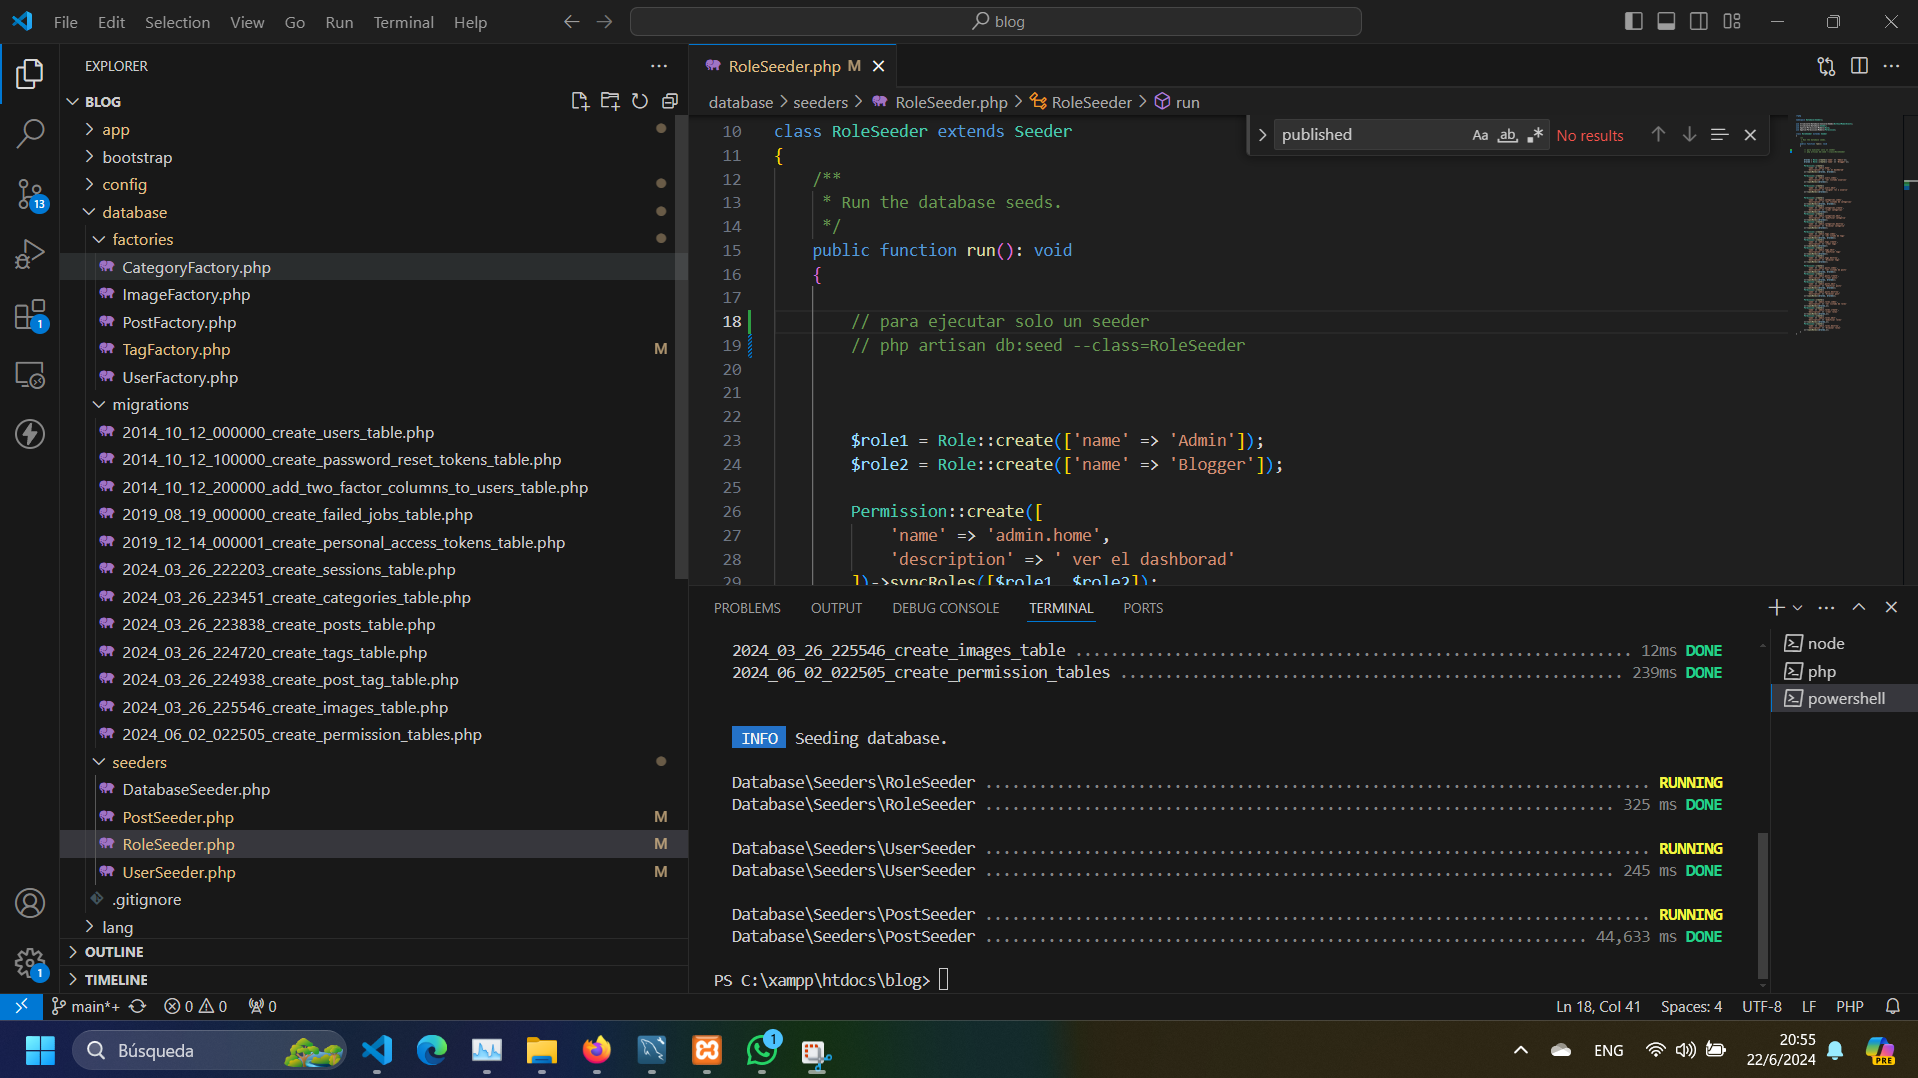 File Edit Selection View Go Run Terminal Help
blog
EXPLORER
BLOG
app
bootstrap
config
database
factories
CategoryFactory.php
ImageFactory.php
PostFactory.php
TagFactory.php M
UserFactory.php
migrations
2014_10_12_000000_create_users_table.php
2014_10_12_100000_create_password_reset_tokens_table.php
2014_10_12_200000_add_two_factor_columns_to_users_table.php
2019_08_19_000000_create_failed_jobs_table.php
2019_12_14_000001_create_personal_access_tokens_table.php
2024_03_26_222203_create_sessions_table.php
2024_03_26_223451_create_categories_table.php
2024_03_26_223838_create_posts_table.php
2024_03_26_224720_create_tags_table.php
2024_03_26_224938_create_post_tag_table.php
2024_03_26_225546_create_images_table.php
2024_06_02_022505_create_permission_tables.php
seeders
DatabaseSeeder.php
PostSeeder.php M
RoleSeeder.php M
UserSeeder.php M
.gitignore
lang
OUTLINE
TIMELINE
13
1
1
RoleSeeder.php M
database > seeders > RoleSeeder.php > RoleSeeder > run
published Aa ab .* No results
10 class RoleSeeder extends Seeder
11 {
12 /**
13 * Run the database seeds.
14 */
15 public function run(): void
16 {
17
18 // para ejecutar solo un seeder
19 // php artisan db:seed --class=RoleSeeder
20
21
22
23 $role1 = Role::create(['name' => 'Admin']);
24 $role2 = Role::create(['name' => 'Blogger']);
25
26 Permission::create([
27 'name' => 'admin.home',
28 'description' => ' ver el dashborad'
29 ])->syncRoles([$role1, $role2]);
PROBLEMS OUTPUT DEBUG CONSOLE TERMINAL PORTS
2024_03_26_225546_create_images_table ........ 12ms DONE
2024_06_02_022505_create_permission_tables ........ 239ms DONE
INFO Seeding database.
Database\Seeders\RoleSeeder ........ RUNNING
Database\Seeders\RoleSeeder ........ 325 ms DONE
Database\Seeders\UserSeeder ........ RUNNING
Database\Seeders\UserSeeder ........ 245 ms DONE
Database\Seeders\PostSeeder ........ RUNNING
Database\Seeders\PostSeeder ........ 44,633 ms DONE
PS C:\xampp\htdocs\blog>
node
php
powershell
main*+ 0 0 0 Ln 18, Col 41 Spaces: 4 UTF-8 LF PHP
Búsqueda 1 ENG 20:55
22/6/2024
PRE